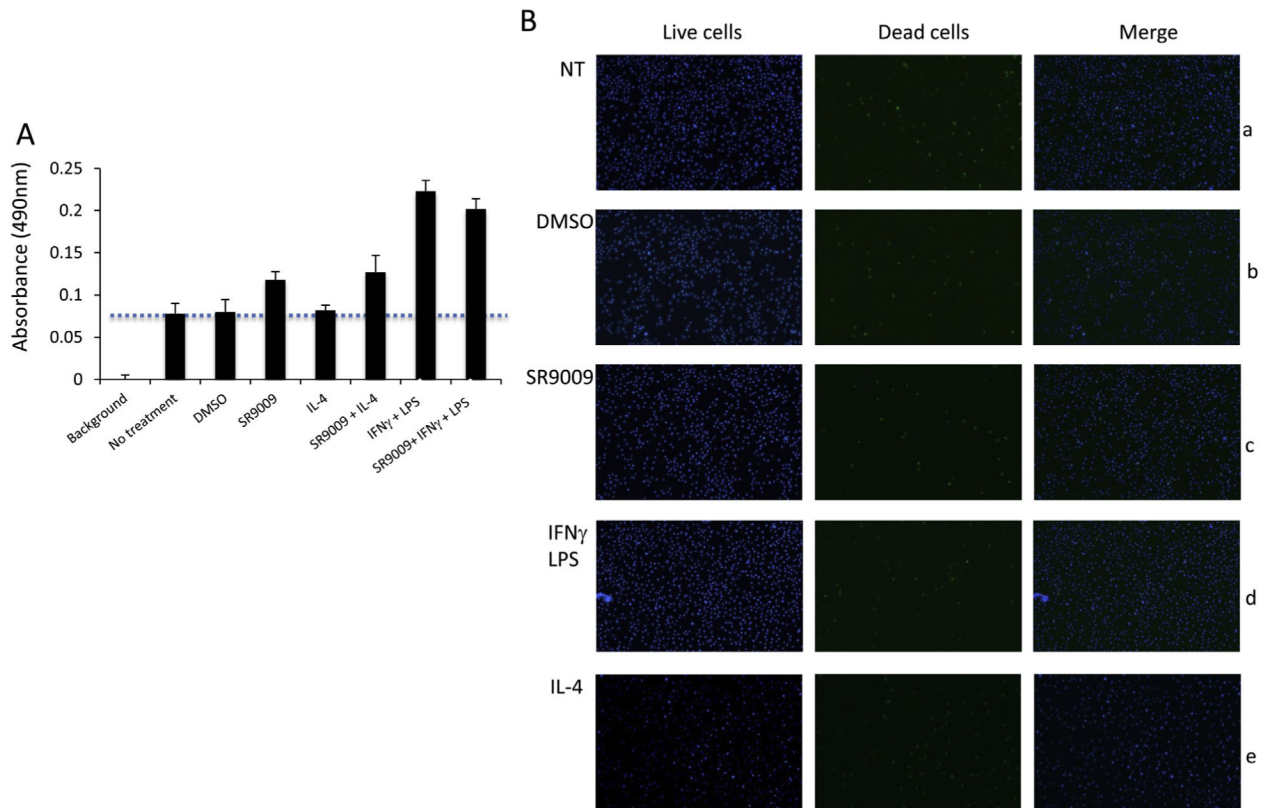 A
Absorbance (490nm)
0.25
0.2
0.15
0.1
0.05
0
Background
No treatment
DMSO
SR9009
IL-4
SR9009 + IL-4
IFNγ + LPS
SR9009+ IFNγ + LPS
B
Live cells
Dead cells
Merge
NT
a
DMSO
b
SR9009
c
IFNγ
LPS
d
IL-4
e